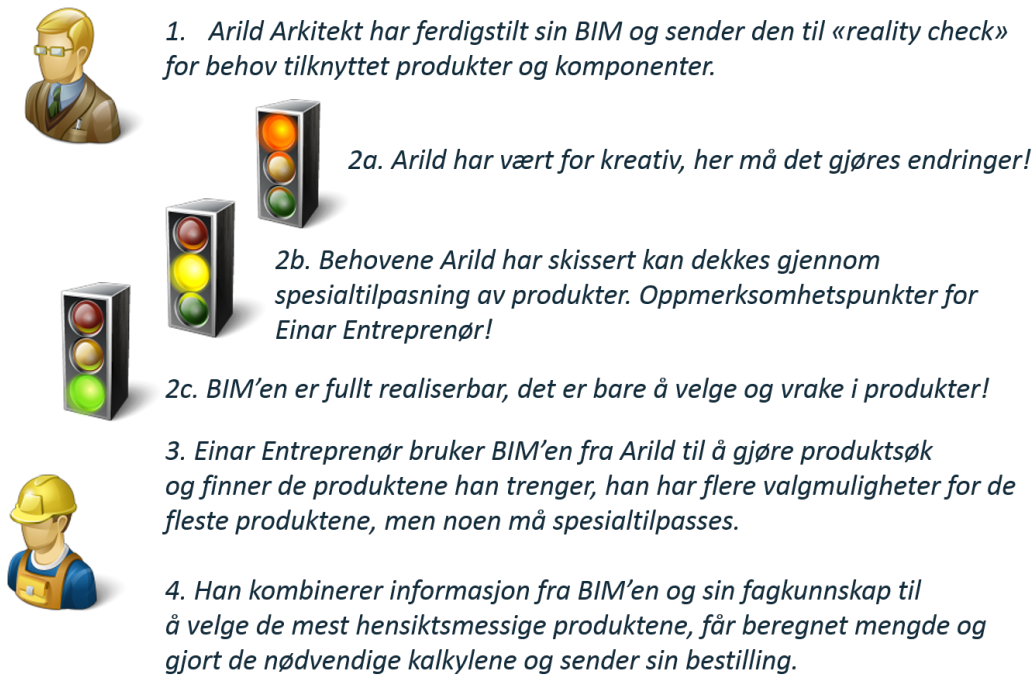 1. Arild Arkitekt har ferdigstilt sin BIM og sender den til «reality check»
for behov tilknyttet produkter og komponenter.
2a. Arild har vært for kreativ, her må det gjøres endringer!
2b. Behovene Arild har skissert kan dekkes gjennom
spesialtilpasning av produkter. Oppmerksomhetspunkter for
Einar Entreprenør!
2c. BIM’en er fullt realiserbar, det er bare å velge og vrake i produkter!
3. Einar Entreprenør bruker BIM’en fra Arild til å gjøre produktsøk
og finner de produktene han trenger, han har flere valgmuligheter for de
fleste produktene, men noen må spesialtilpasses.
4. Han kombinerer informasjon fra BIM’en og sin fagkunnskap til
å velge de mest hensiktsmessige produktene, får beregnet mengde og
gjort de nødvendige kalkylene og sender sin bestilling.